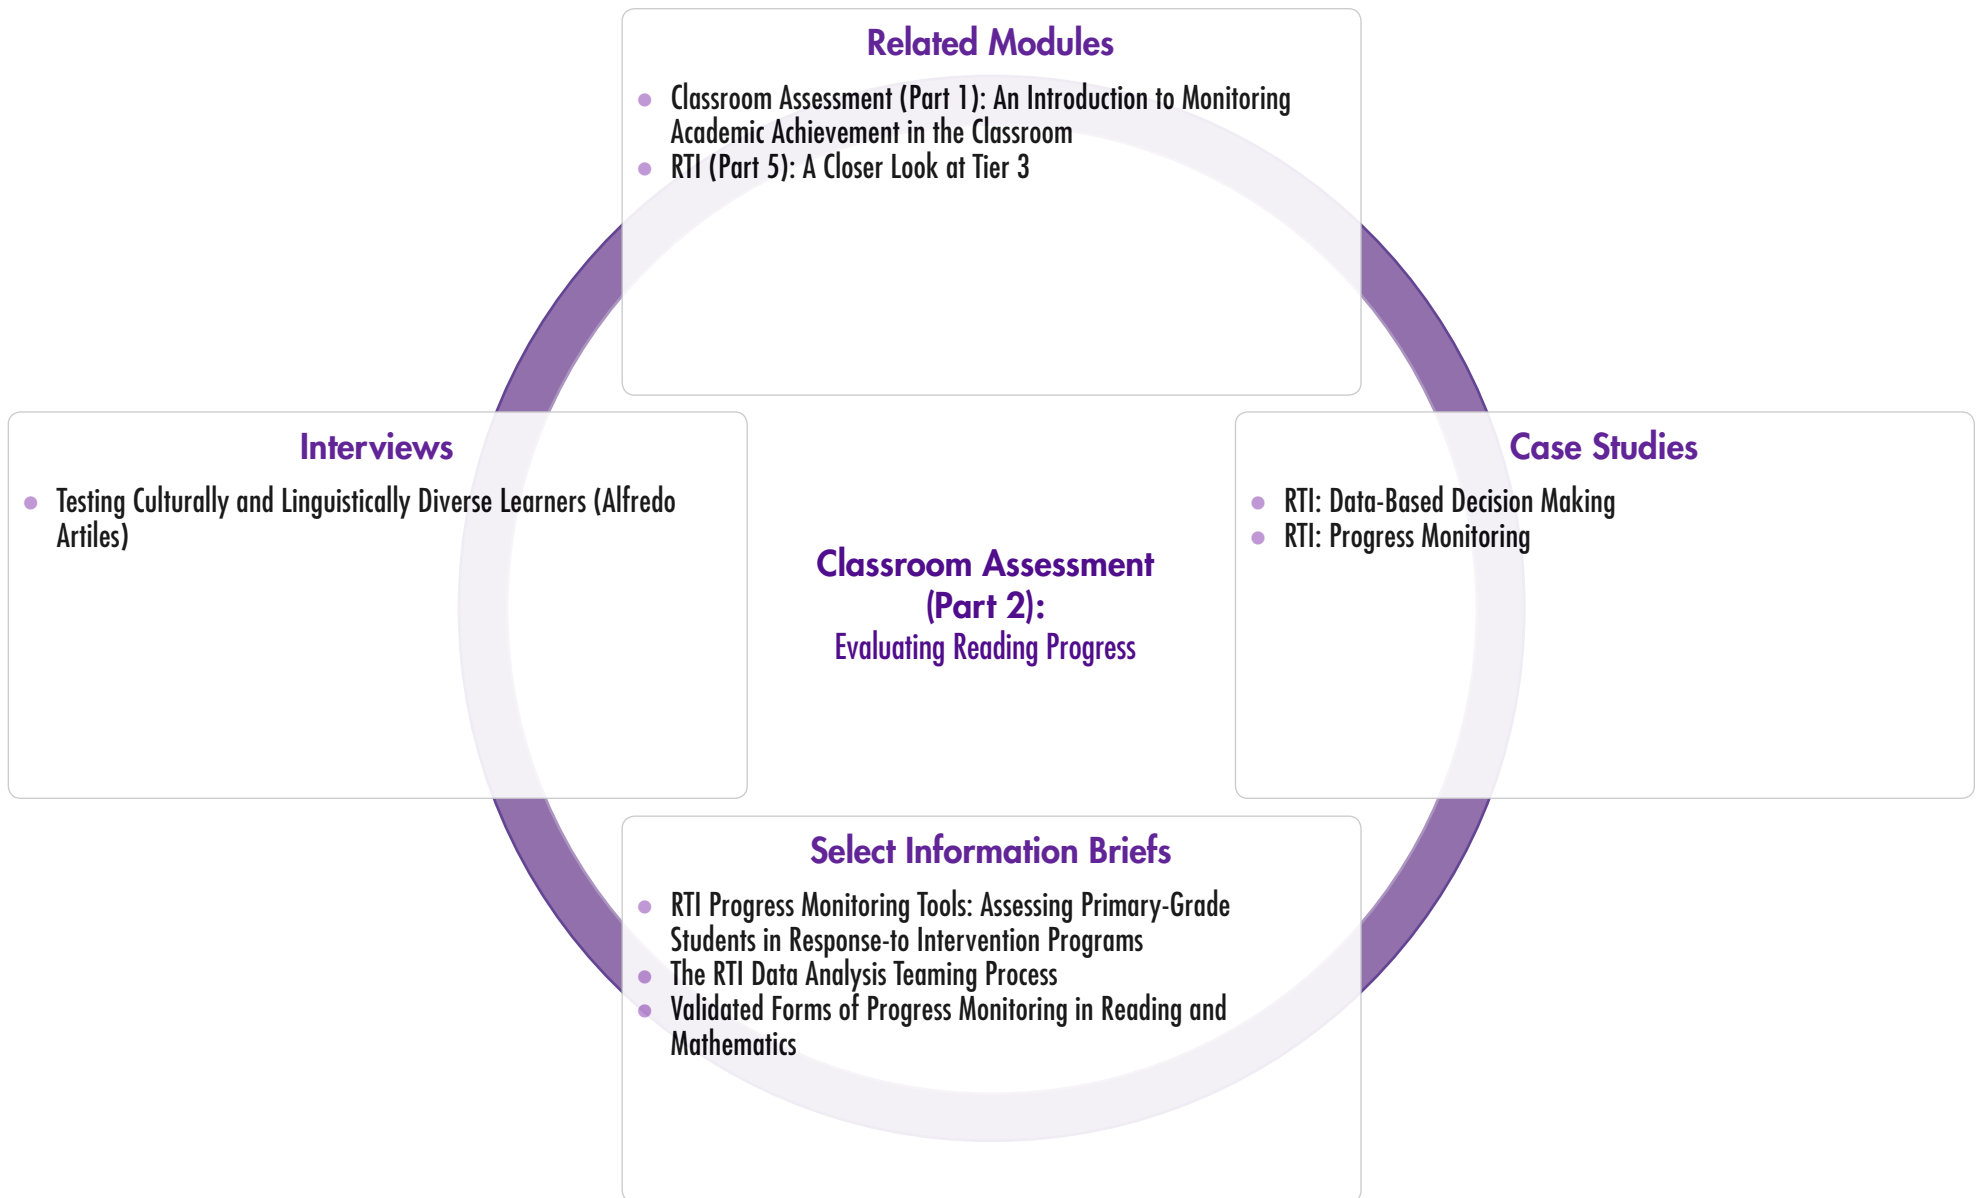 Related Modules
Classroom Assessment (Part 1): An Introduction to Monitoring
Academic Achievement in the Classroom
RTI (Part 5): A Closer Look at Tier 3
Interviews
Testing Culturally and Linguistically Diverse Learners (Alfredo
Artiles)
Classroom Assessment
(Part 2):
Evaluating Reading Progress
Case Studies
RTI: Data-Based Decision Making
RTI: Progress Monitoring
Select Information Briefs
RTI Progress Monitoring Tools: Assessing Primary-Grade
Students in Response-to Intervention Programs
The RTI Data Analysis Teaming Process
Validated Forms of Progress Monitoring in Reading and
Mathematics